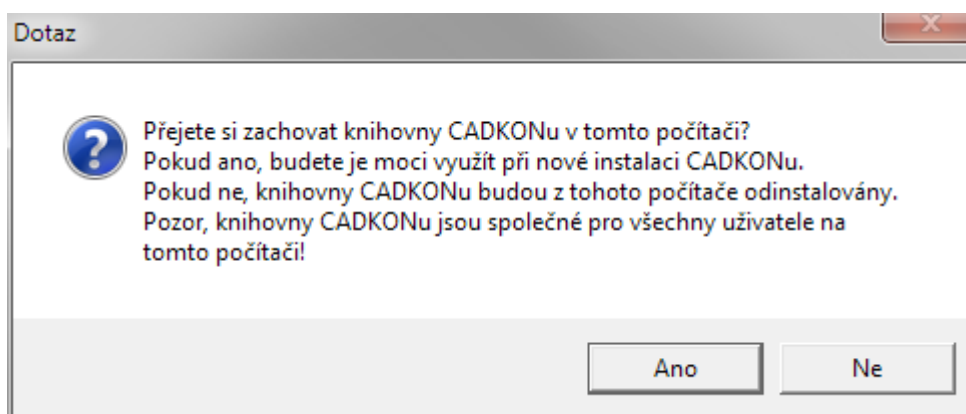 Dotaz
Přejete si zachovat knihovny CADKONu v tomto počítači?
Pokud ano, budete je moci využít při nové instalaci CADKONu.
Pokud ne, knihovny CADKONu budou z tohoto počítače odinstalovány.
Pozor, knihovny CADKONu jsou společné pro všechny uživatele na
tomto počítači!
Ano
Ne